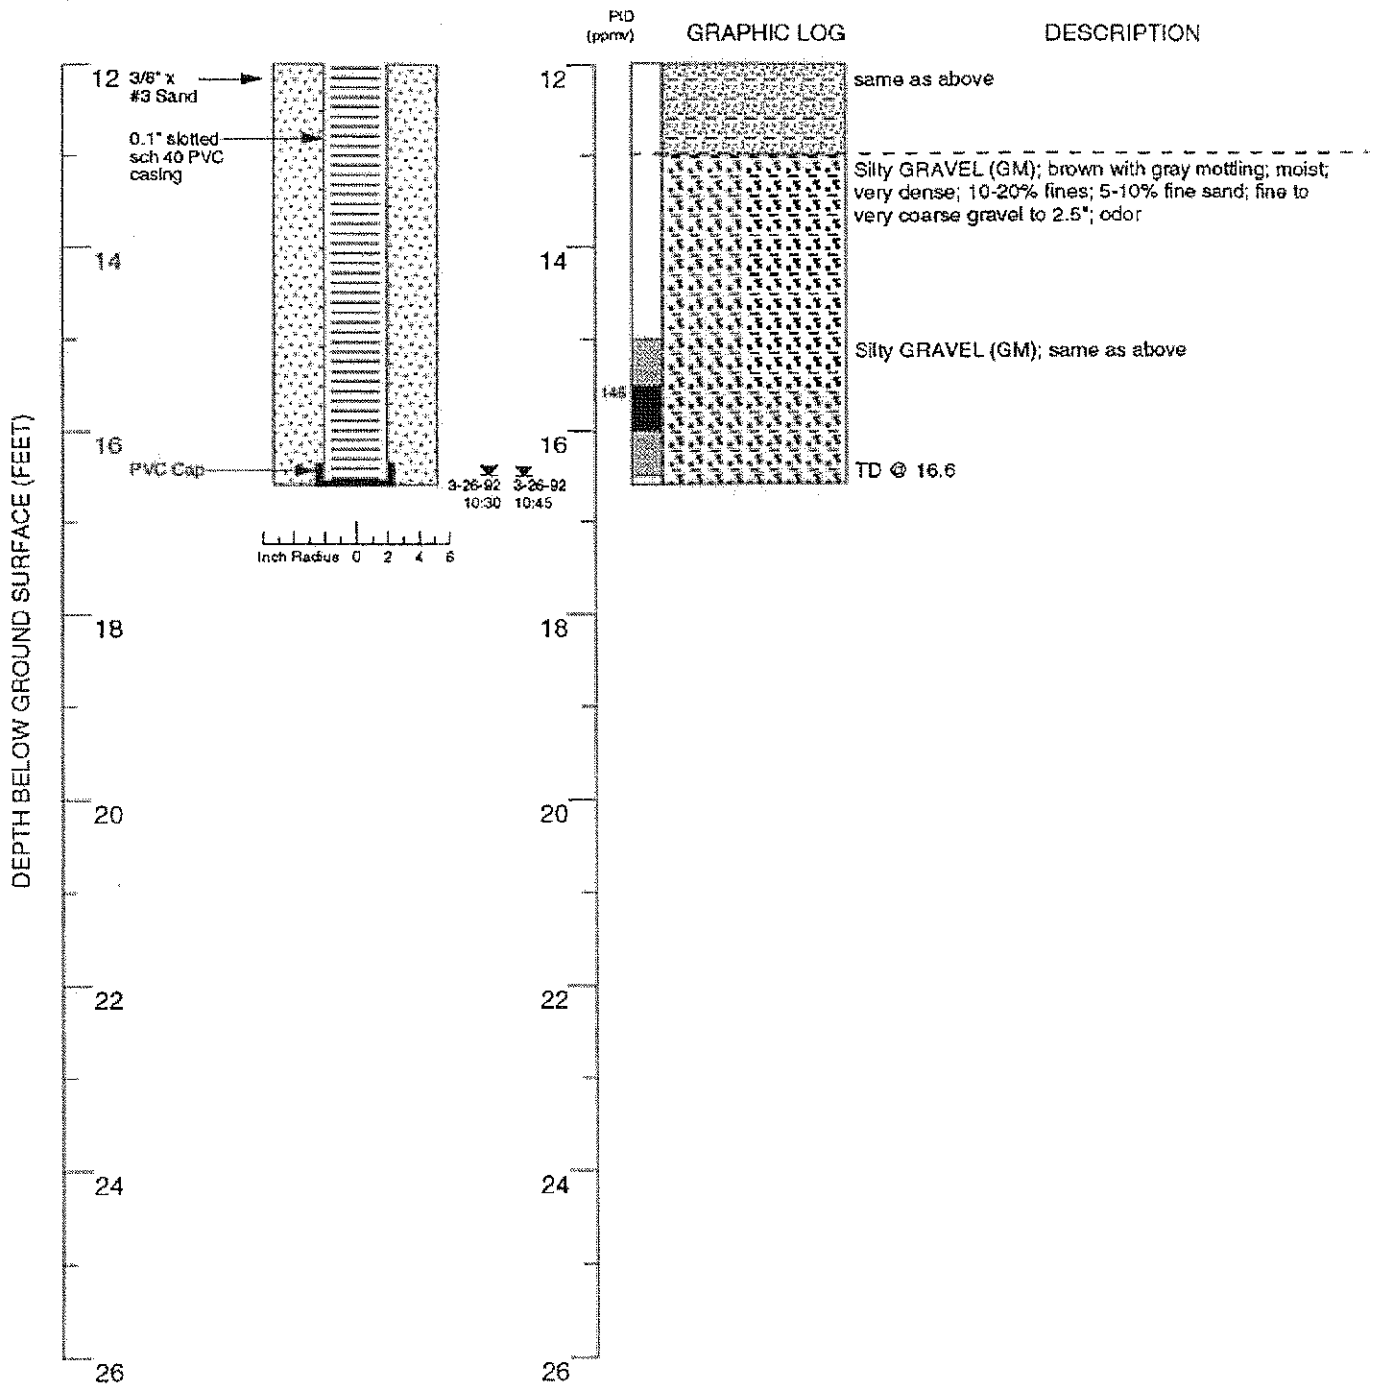 PID
(ppmv)
GRAPHIC LOG
DESCRIPTION
12
3/8" x
#3 Sand
0.1" slotted
sch 40 PVC
casing
14
16
PVC Cap
3-26-92 3-26-92
10:30 10:45
Inch Radius 0 2 4 6
18
20
22
24
26
DEPTH BELOW GROUND SURFACE (FEET)
12
14
16
18
20
22
24
26
same as above
Silty GRAVEL (GM); brown with gray mottling; moist;
very dense; 10-20% fines; 5-10% fine sand; fine to
very coarse gravel to 2.5"; odor
Silty GRAVEL (GM); same as above
TD @ 16.6